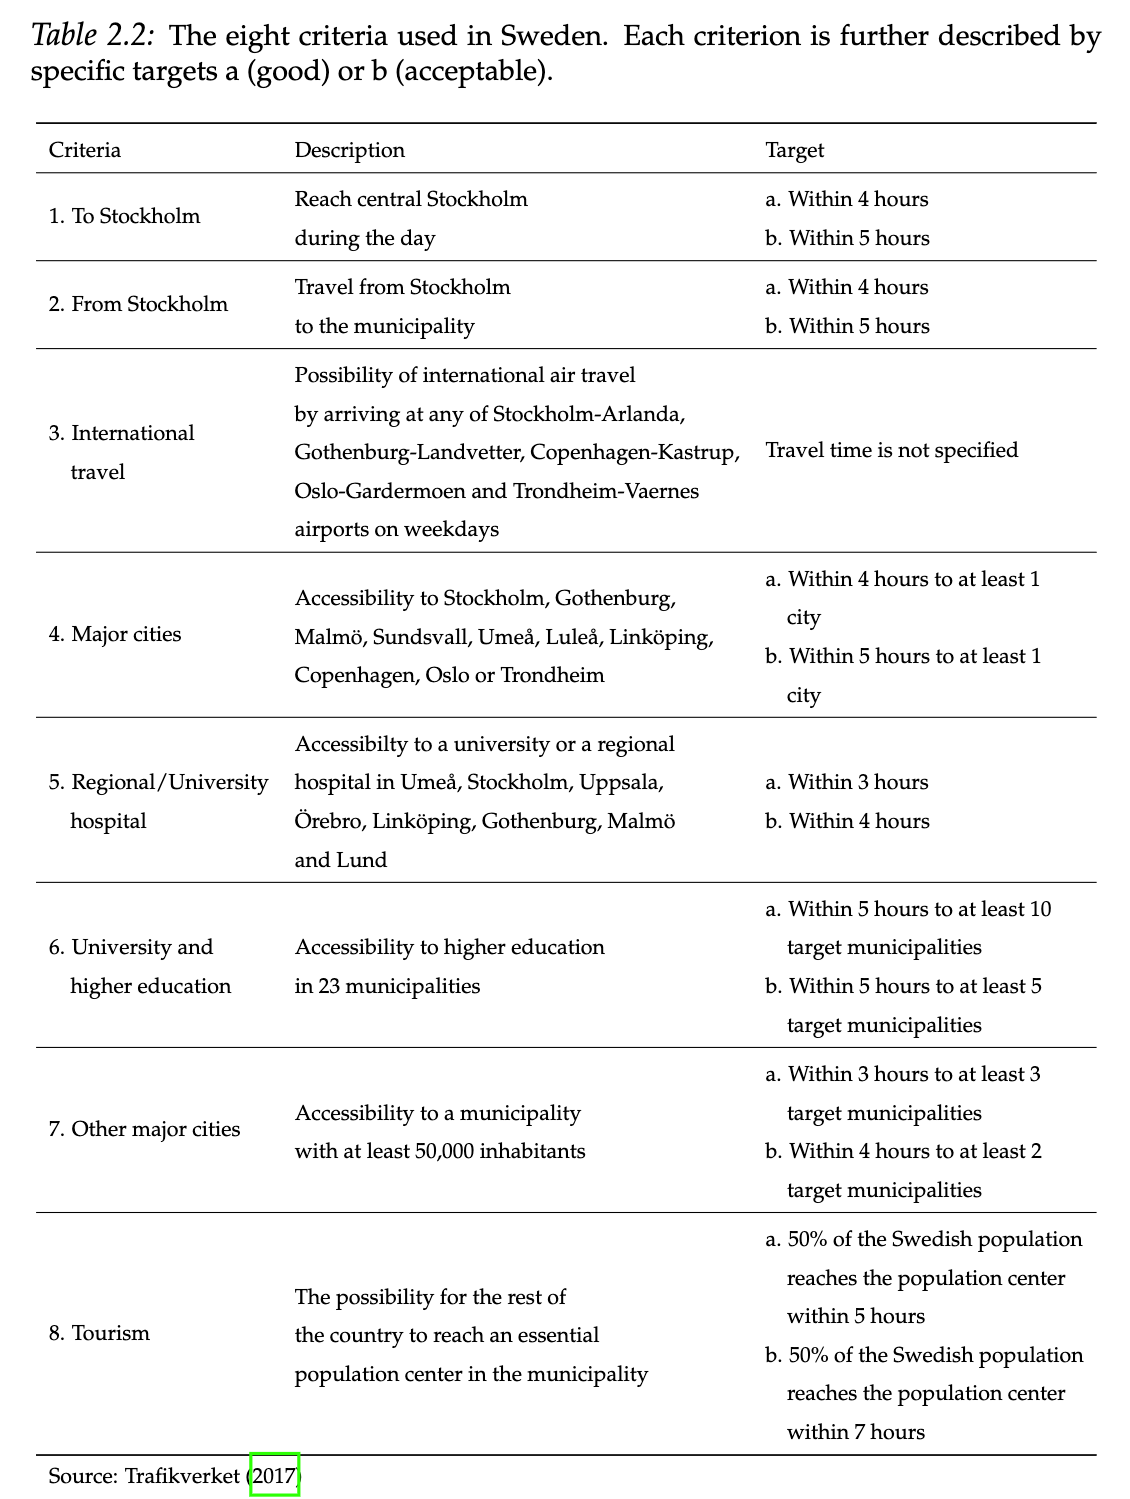 Table 2.2: The eight criteria used in Sweden. Each criterion is further described by
specific targets a (good) or b (acceptable).
Criteria Description Target
1. To Stockholm
Reach central Stockholm
during the day
a. Within 4 hours
b. Within 5 hours
2. From Stockholm
Travel from Stockholm
to the municipality
a. Within 4 hours
b. Within 5 hours
3. International
travel
Possibility of international air travel
by arriving at any of Stockholm-Arlanda,
Gothenburg-Landvetter, Copenhagen-Kastrup,
Oslo-Gardermoen and Trondheim-Vaernes
airports on weekdays
Travel time is not specified
4. Major cities
Accessibility to Stockholm, Gothenburg,
Malmö, Sundsvall, Umeå, Luleå, Linköping,
Copenhagen, Oslo or Trondheim
a. Within 4 hours to at least 1
city
b. Within 5 hours to at least 1
city
5. Regional/University
hospital
Accessibilty to a university or a regional
hospital in Umeå, Stockholm, Uppsala,
Örebro, Linköping, Gothenburg, Malmö
and Lund
a. Within 3 hours
b. Within 4 hours
6. University and
higher education
Accessibility to higher education
in 23 municipalities
a. Within 5 hours to at least 10
target municipalities
b. Within 5 hours to at least 5
target municipalities
7. Other major cities
Accessibility to a municipality
with at least 50,000 inhabitants
a. Within 3 hours to at least 3
target municipalities
b. Within 4 hours to at least 2
target municipalities
8. Tourism
The possibility for the rest of
the country to reach an essential
population center in the municipality
a. 50% of the Swedish population
reaches the population center
within 5 hours
b. 50% of the Swedish population
reaches the population center
within 7 hours
Source: Trafikverket (2017)